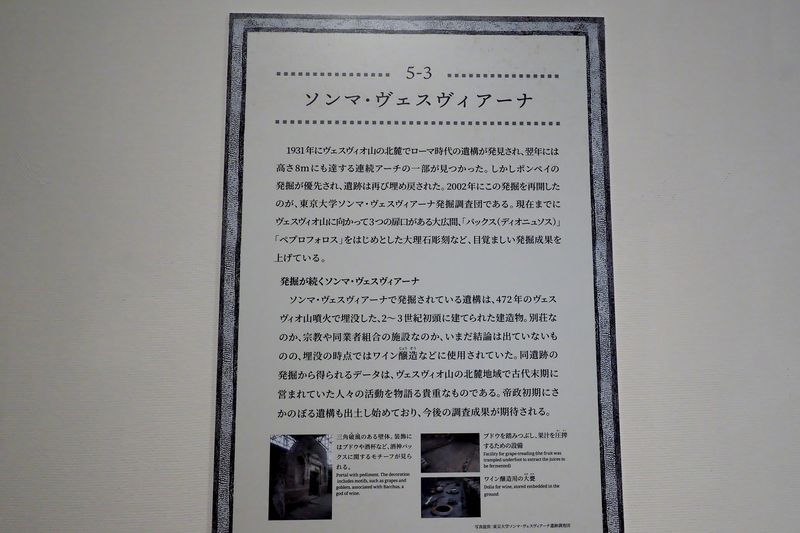 5-3
ソンマ・ヴェスヴィアーナ
1931年にヴェスヴィオ山の北麓でローマ時代の遺構が発見され、翌年には
高さ8mにも達する連続アーチの一部が見つかった。しかしポンペイの
発掘が優先され、遺跡は再び埋め戻された。2002年にこの発掘を再開した
のが、東京大学ソンマ・ヴェスヴィアーナ発掘調査団である。現在までに
ヴェスヴィオ山に向かって3つの扉口がある大広間、「バックス(ディオニュソス)」
「ペプロフォロス」をはじめとした大理石彫刻など、目覚ましい発掘成果を
上げている。
発掘が続くソンマ・ヴェスヴィアーナ
ソンマ・ヴェスヴィアーナで発掘されている遺構は、472年のヴェス
ヴィオ山噴火で埋没した、2～3世紀初頭に建てられた建造物。別荘な
のか、宗教や同業者組合の施設なのか、いまだ結論は出ていないも
のの、埋没の時点ではワイン醸造などに使用されていた。同遺跡の
発掘から得られるデータは、ヴェスヴィオ山の北麓地域で古代末期に
営まれていた人々の活動を物語る貴重なものである。帝政初期にさ
かのぼる遺構も出土し始めており、今後の調査成果が期待される。
三角破風のある壁体。装飾に
はブドウや酒杯など、酒神バッ
クスに関するモチーフが見ら
れる。
Portal with pediment. The decoration
includes motifs, such as grapes and
goblets, associated with Bacchus, a
god of wine.
ブドウを踏みつぶし、果汁を圧搾
するための設備
Facility for grape-treading (the fruit was
trampled underfoot to extract the juices to
be fermented)
ワイン醸造用の大甕
Dolia for wine, stored embedded in the
ground.
写真提供:東京大学ソンマ・ヴェスヴィアーナ発掘調査団